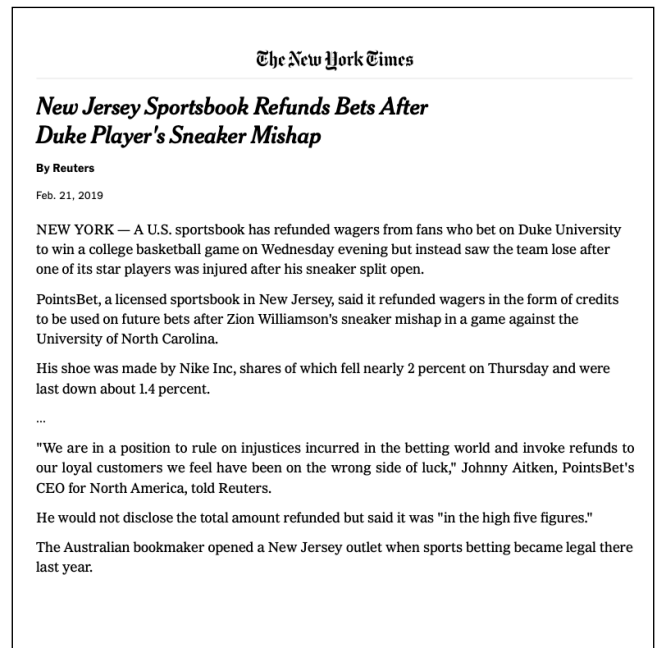 The New York Times
New Jersey Sportsbook Refunds Bets After
Duke Player's Sneaker Mishap
By Reuters
Feb. 21, 2019
NEW YORK — A U.S. sportsbook has refunded wagers from fans who bet on Duke University
to win a college basketball game on Wednesday evening but instead saw the team lose after
one of its star players was injured after his sneaker split open.
PointsBet, a licensed sportsbook in New Jersey, said it refunded wagers in the form of credits
to be used on future bets after Zion Williamson's sneaker mishap in a game against the
University of North Carolina.
His shoe was made by Nike Inc, shares of which fell nearly 2 percent on Thursday and were
last down about 1.4 percent.
...
"We are in a position to rule on injustices incurred in the betting world and invoke refunds to
our loyal customers we feel have been on the wrong side of luck," Johnny Aitken, PointsBet's
CEO for North America, told Reuters.
He would not disclose the total amount refunded but said it was "in the high five figures."
The Australian bookmaker opened a New Jersey outlet when sports betting became legal there
last year.